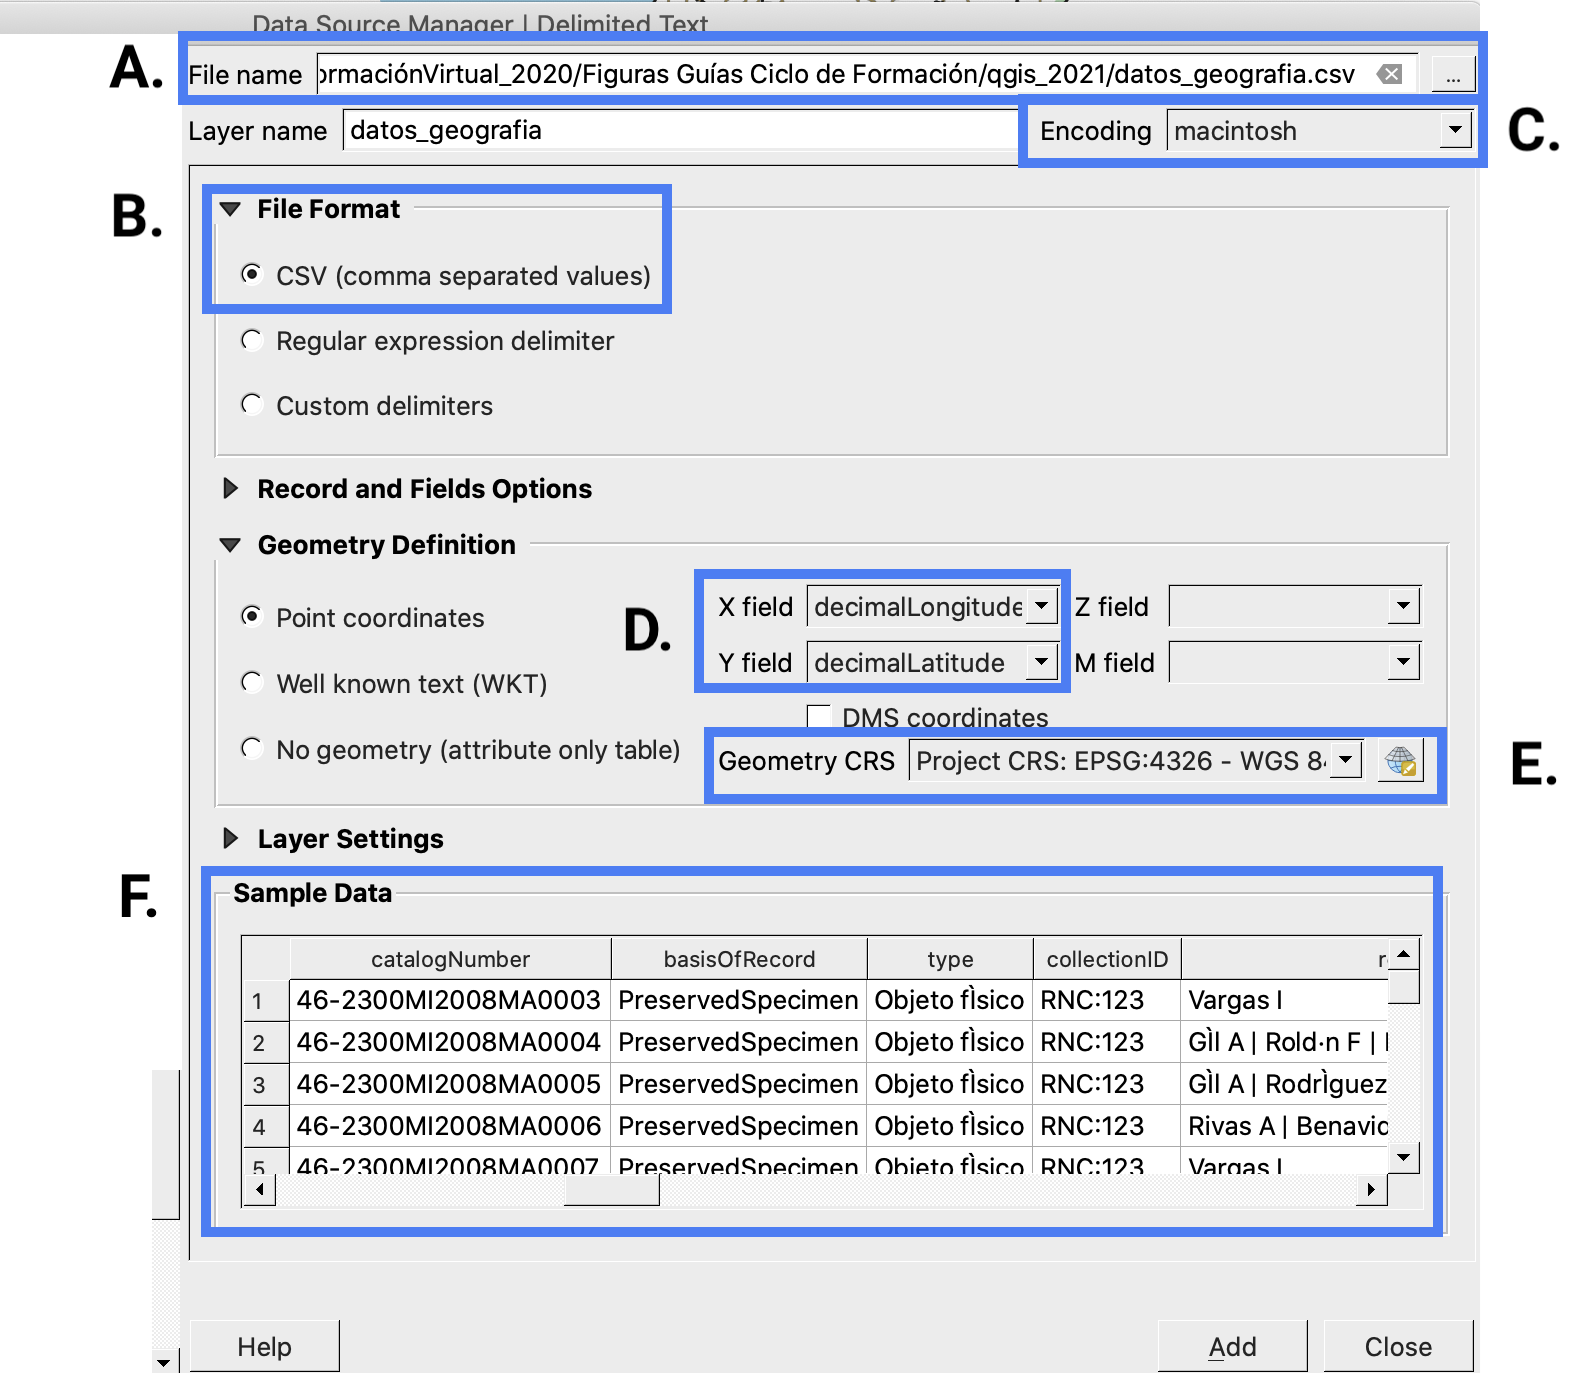 Data Source Manager | Delimited Text
A.
File name ormaciónVirtual_2020/Figuras Guías Ciclo de Formación/qgis_2021/datos_geografia.csv ...
Layer name datos_geografia Encoding macintosh
C.
B.
File Format
CSV (comma separated values)
Regular expression delimiter
Custom delimiters
Record and Fields Options
Geometry Definition
Point coordinates
Well known text (WKT)
No geometry (attribute only table)
D.
X field decimalLongitude Z field
Y field decimalLatitude M field
DMS coordinates
Geometry CRS Project CRS: EPSG:4326 - WGS 84
E.
Layer Settings
F.
Sample Data
catalogNumber basisOfRecord type collectionID r
1 46-2300MI2008MA0003 PreservedSpecimen Objeto fÌsico RNC:123 Vargas I
2 46-2300MI2008MA0004 PreservedSpecimen Objeto fÌsico RNC:123 GÌl A | Rold·n F |
3 46-2300MI2008MA0005 PreservedSpecimen Objeto fÌsico RNC:123 GÌl A | RodrÌguez
4 46-2300MI2008MA0006 PreservedSpecimen Objeto fÌsico RNC:123 Rivas A | Benavid
5 46-2300MI2008MA0007 PreservedSpecimen Objeto fÌsico RNC:123 Vargas I
Help Add Close